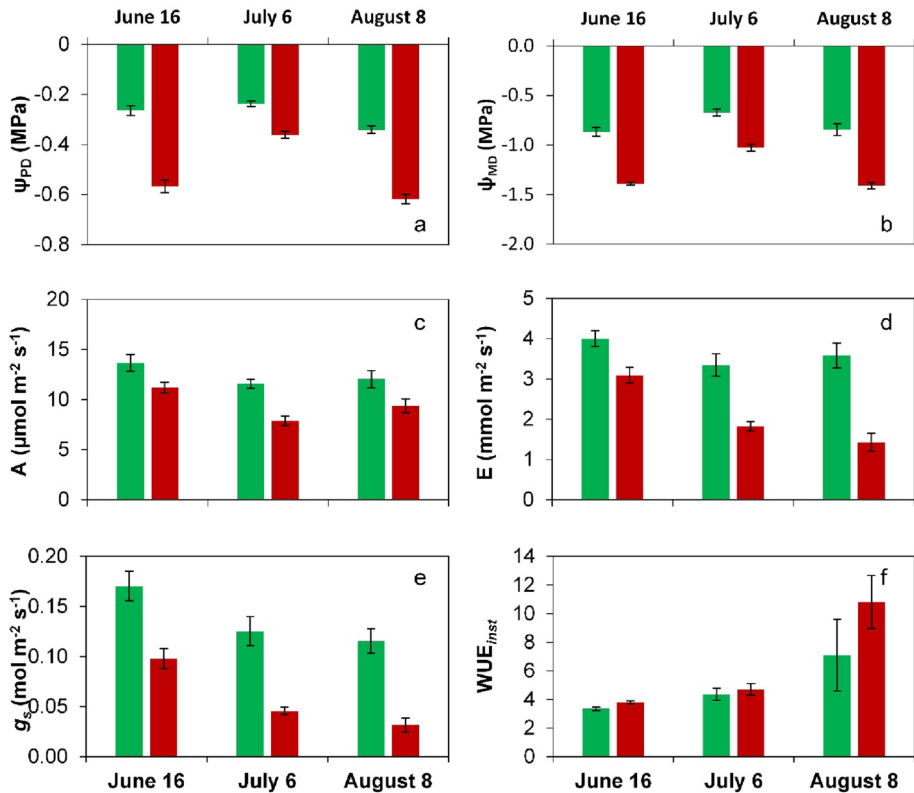 June 16 July 6 August 8
0
-0.2
-0.4
-0.6
-0.8
ΨPD (MPa)
a
June 16 July 6 August 8
0.0
-0.5
-1.0
-1.5
-2.0
ψMD (MPa)
b
20
15
10
5
0
A (µmol m⁻² s⁻¹)
c
5
4
3
2
1
0
E (mmol m⁻² s⁻¹)
d
0.20
0.15
0.10
0.05
0.00
gs (mol m⁻² s⁻¹)
e
June 16 July 6 August 8
14
12
10
8
6
4
2
0
WUEinst
f
June 16 July 6 August 8